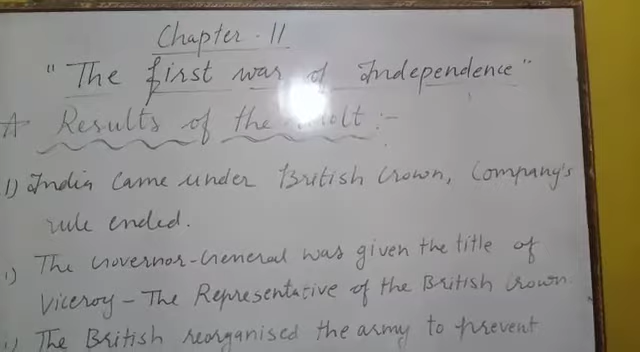 Chapter - 11
"The first war of Independence"
A Results of the :-
1) India Came under British Crown, Company's
rule ended.
) The Governor-General was given the title of
Viceroy - The Representative of the British Crown.
) The British reorganised the army to prevent